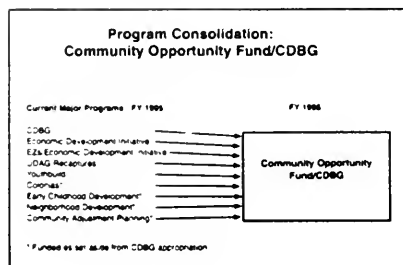 Program Consolidation:
Community Opportunity Fund/CDBG
Current Major Programs FY 1995 FY 1996
CDBG
Economic Development Initiative
EZs Economic Development Initiative
UDAG Recaptures
Youthbuild
Colonias*
Early Childhood Development*
Neighborhood Development*
Community Adjustment Planning*
Community Opportunity
Fund/CDBG
* Funded as set aside from CDBG appropriation